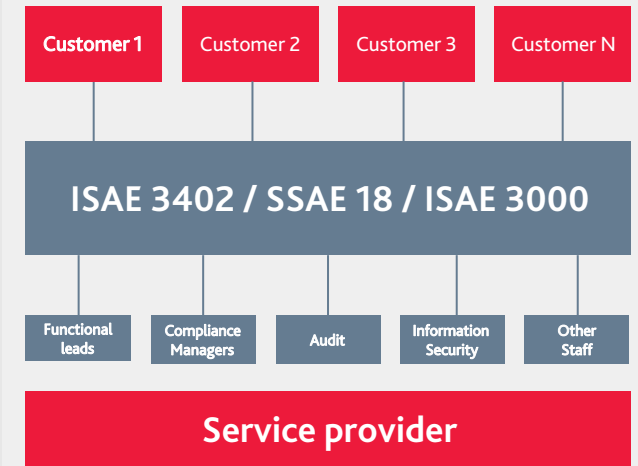 Customer 1
Customer 2
Customer 3
Customer N
ISAE 3402 / SSAE 18 / ISAE 3000
Functional
leads
Compliance
Managers
Audit
Information
Security
Other
Staff
Service provider